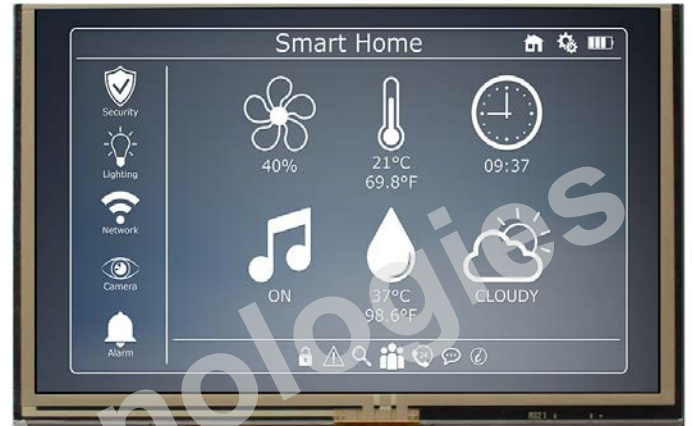 Smart Home
Security
Lighting
Network
Camera
Alarm
40%
21°C
69.8°F
09:37
ON
37°C
98.6°F
CLOUDY
24
nologies